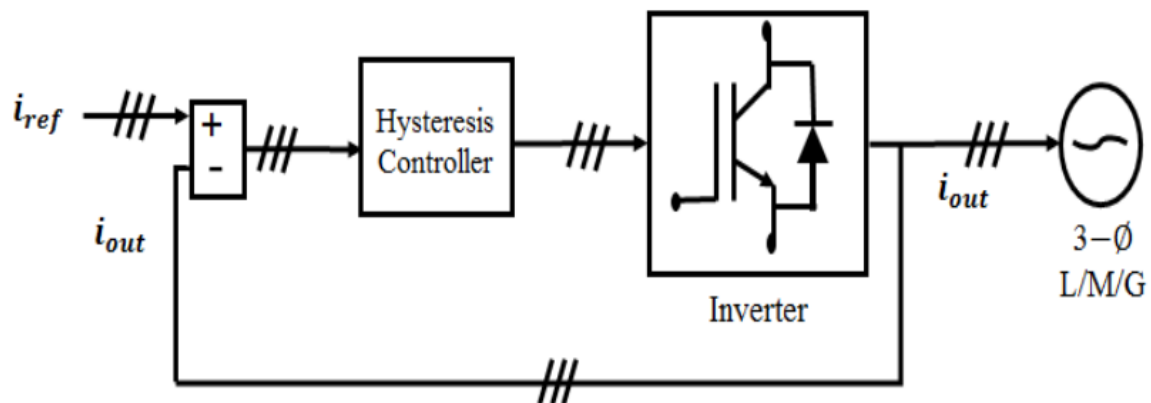 i_ref
+
-
i_out
Hysteresis
Controller
Inverter
i_out
3−Ø
L/M/G